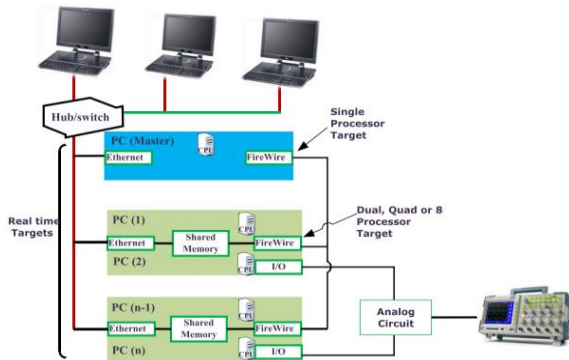 Hub/switch
Single
Processor
Target
PC (Master)
CPU
Ethernet
FireWire
Real time
Targets
Dual, Quad or 8
Processor
Target
PC (1)
CPU
Ethernet
Shared
Memory
FireWire
PC (2)
CPU
I/O
Analog
Circuit
PC (n-1)
CPU
Ethernet
Shared
Memory
FireWire
PC (n)
CPU
I/O